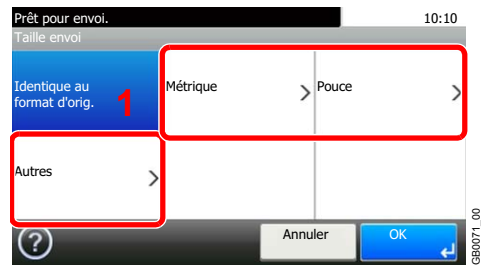 Prêt pour envoi.
10:10
Taille envoi
Identique au
format d'orig.
1
Métrique
Pouce
Autres
?
Annuler
OK
GB0071_00